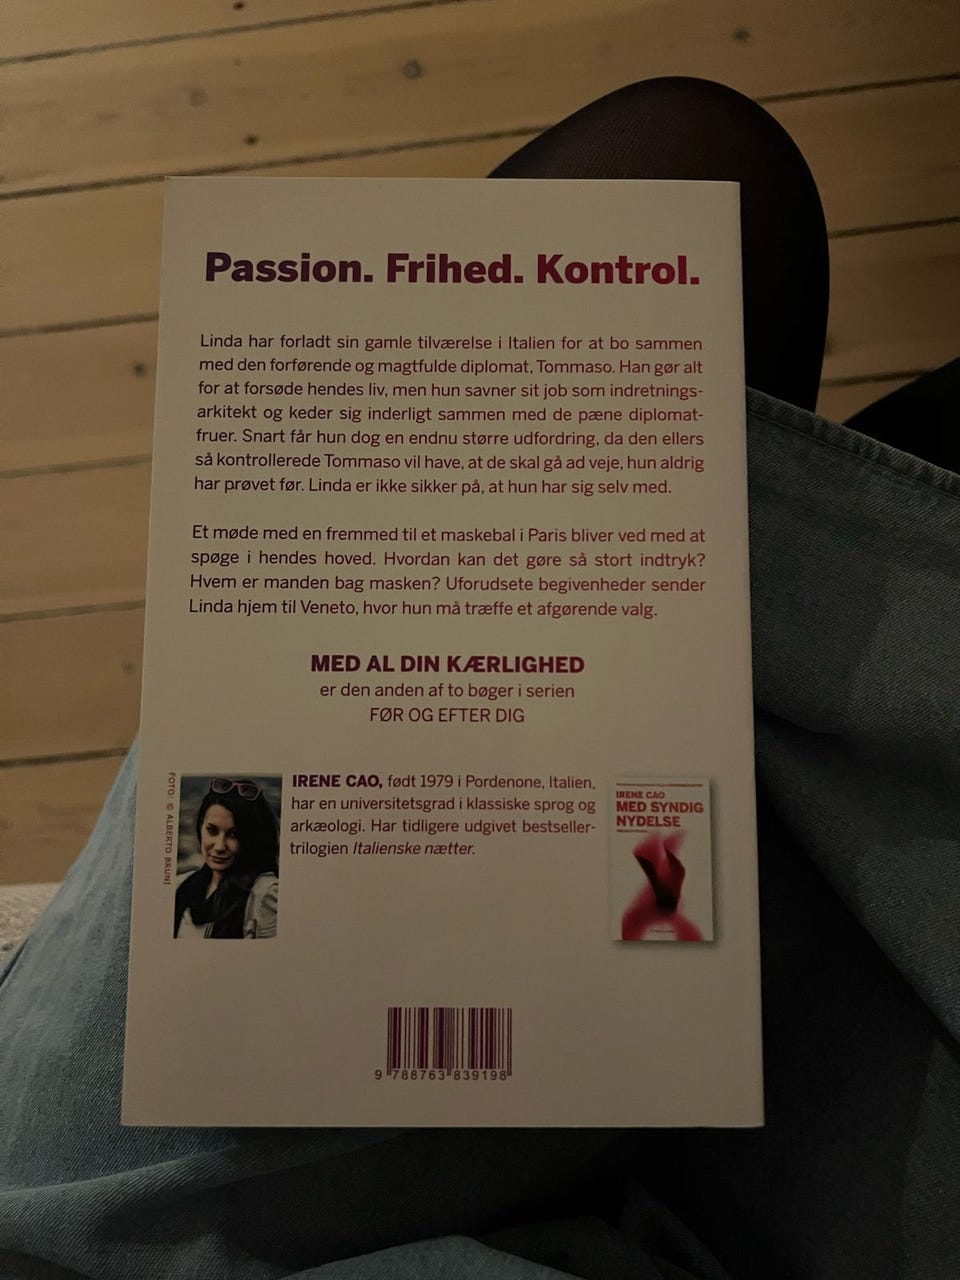 Passion. Frihed. Kontrol.
Linda har forladt sin gamle tilværelse i Italien for at bo sammen
med den forførende og magtfulde diplomat, Tommaso. Han gør alt
for at forsøde hendes liv, men hun savner sit job som indretnings-
arkitekt og keder sig inderligt sammen med de pæne diplomat-
fruer. Snart får hun dog en endnu større udfordring, da den ellers
så kontrollerede Tommaso vil have, at de skal gå ad veje, hun aldrig
har prøvet før. Linda er ikke sikker på, at hun har sig selv med.
Et møde med en fremmed til et maskebal i Paris bliver ved med at
spøge i hendes hoved. Hvordan kan det gøre så stort indtryk?
Hvem er manden bag masken? Uforudsete begivenheder sender
Linda hjem til Veneto, hvor hun må træffe et afgørende valg.
MED AL DIN KÆRLIGHED
er den anden af to bøger i serien
FØR OG EFTER DIG
FOTO: © ALBERTO BRUNI
IRENE CAO, født 1979 i Pordenone, Italien,
har en universitetsgrad i klassiske sprog og
arkæologi. Har tidligere udgivet bestseller-
trilogien Italienske nætter.
IRENE CAO
MED SYNDIG
NYDELSE
9 788763 839198